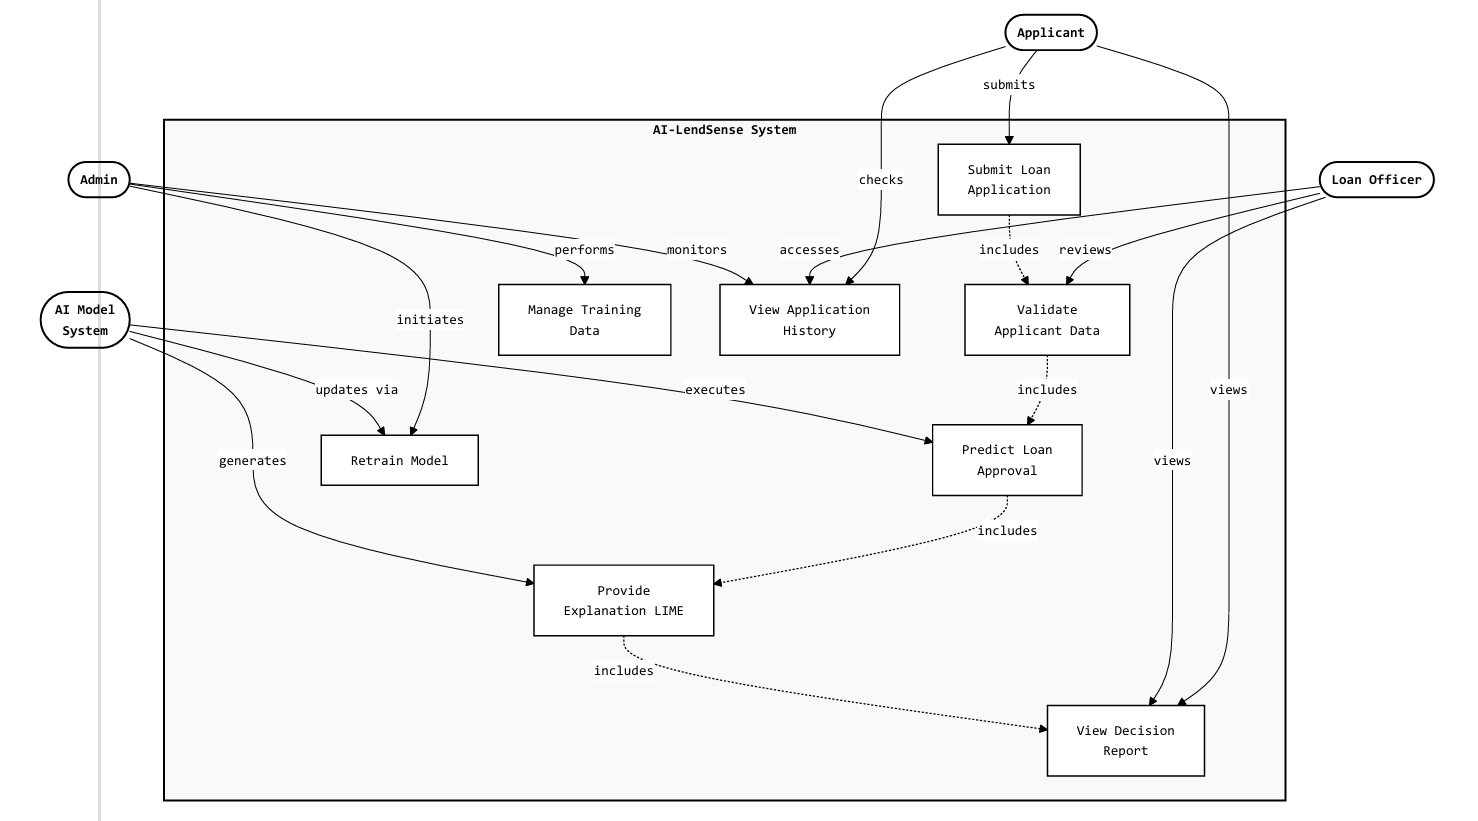 Applicant
submits
AI-LendSense System
Admin
checks
Submit Loan
Application
Loan Officer
performs
monitors
accesses
includes
reviews
AI Model
System
initiates
Manage Training
Data
View Application
History
Validate
Applicant Data
updates via
executes
includes
views
generates
Retrain Model
Predict Loan
Approval
views
includes
Provide
Explanation LIME
includes
View Decision
Report